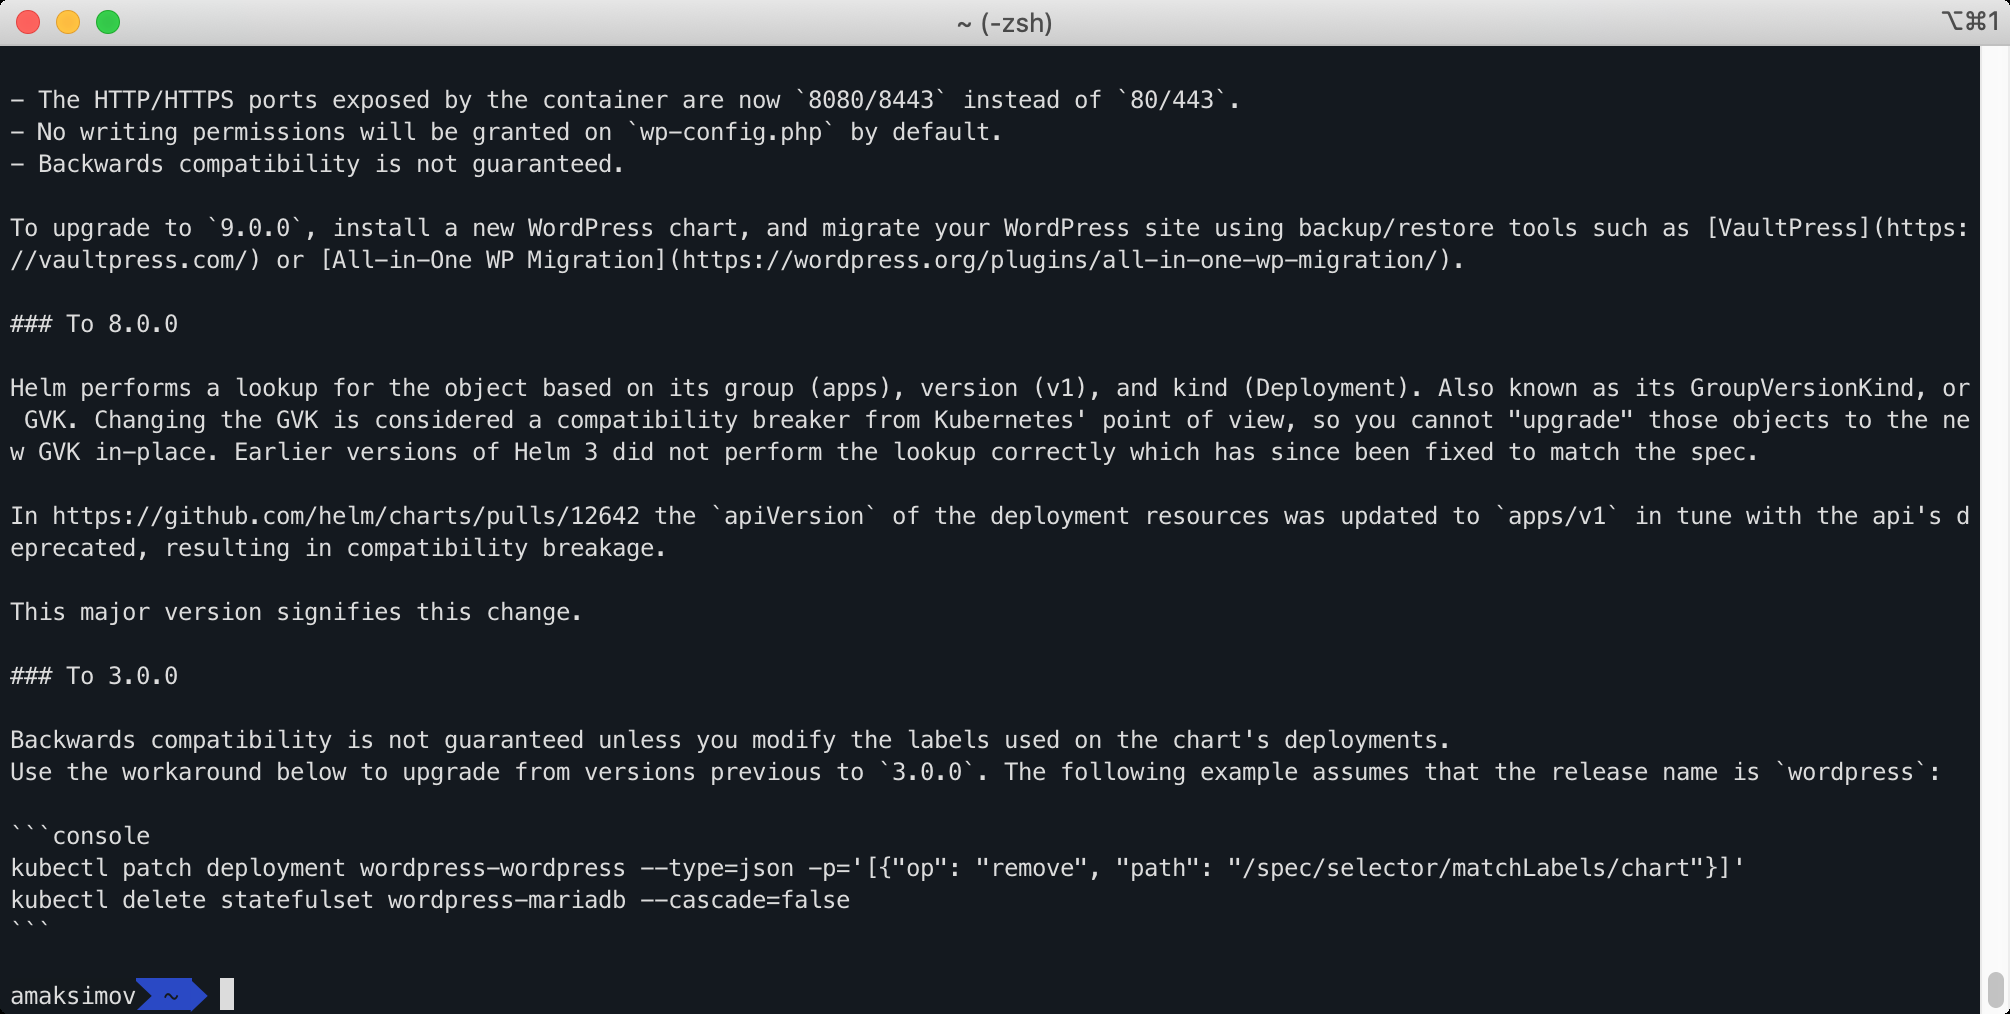 ~ (-zsh)
⌥⌘1
- The HTTP/HTTPS ports exposed by the container are now `8080/8443` instead of `80/443`.
- No writing permissions will be granted on `wp-config.php` by default.
- Backwards compatibility is not guaranteed.
To upgrade to `9.0.0`, install a new WordPress chart, and migrate your WordPress site using backup/restore tools such as [VaultPress](https:
//vaultpress.com/) or [All-in-One WP Migration](https://wordpress.org/plugins/all-in-one-wp-migration/).
### To 8.0.0
Helm performs a lookup for the object based on its group (apps), version (v1), and kind (Deployment). Also known as its GroupVersionKind, or
 GVK. Changing the GVK is considered a compatibility breaker from Kubernetes' point of view, so you cannot "upgrade" those objects to the ne
w GVK in-place. Earlier versions of Helm 3 did not perform the lookup correctly which has since been fixed to match the spec.
In https://github.com/helm/charts/pulls/12642 the `apiVersion` of the deployment resources was updated to `apps/v1` in tune with the api's d
eprecated, resulting in compatibility breakage.
This major version signifies this change.
### To 3.0.0
Backwards compatibility is not guaranteed unless you modify the labels used on the chart's deployments.
Use the workaround below to upgrade from versions previous to `3.0.0`. The following example assumes that the release name is `wordpress`:
```console
kubectl patch deployment wordpress-wordpress --type=json -p='[{"op": "remove", "path": "/spec/selector/matchLabels/chart"}]'
kubectl delete statefulset wordpress-mariadb --cascade=false
```
amaksimov ~